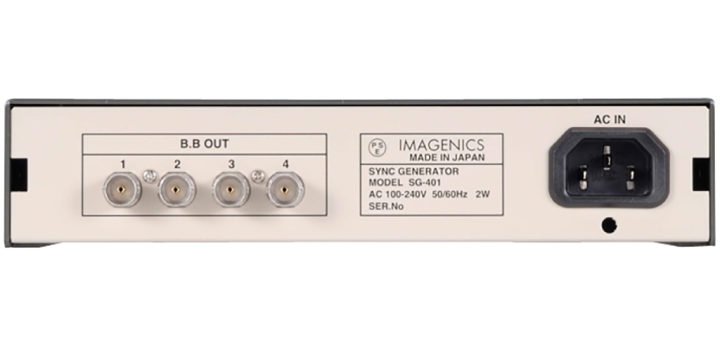 B.B OUT
1 2 3 4
PSE IMAGENICS
MADE IN JAPAN
SYNC GENERATOR
MODEL SG-401
AC 100-240V 50/60Hz 2W
SER.No
AC IN